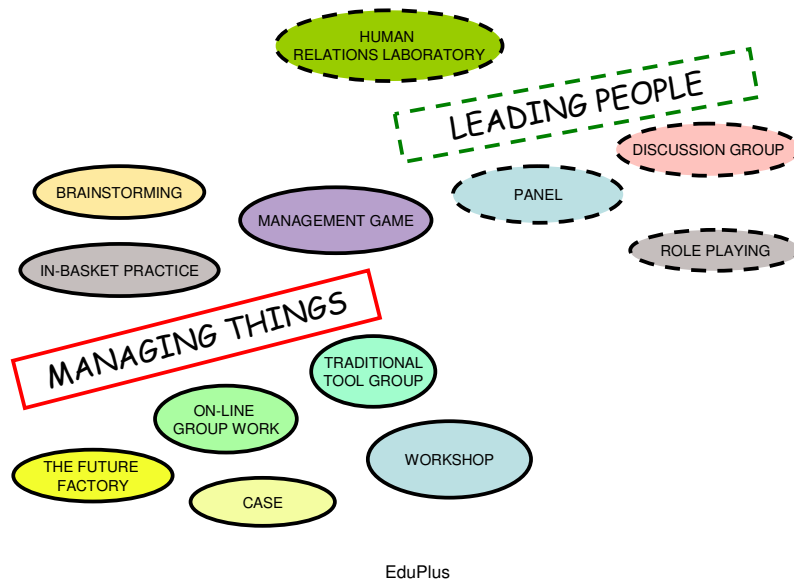 HUMAN
RELATIONS LABORATORY
LEADING PEOPLE
DISCUSSION GROUP
BRAINSTORMING
PANEL
MANAGEMENT GAME
ROLE PLAYING
IN-BASKET PRACTICE
MANAGING THINGS
TRADITIONAL
TOOL GROUP
ON-LINE
GROUP WORK
WORKSHOP
THE FUTURE
FACTORY
CASE
EduPlus